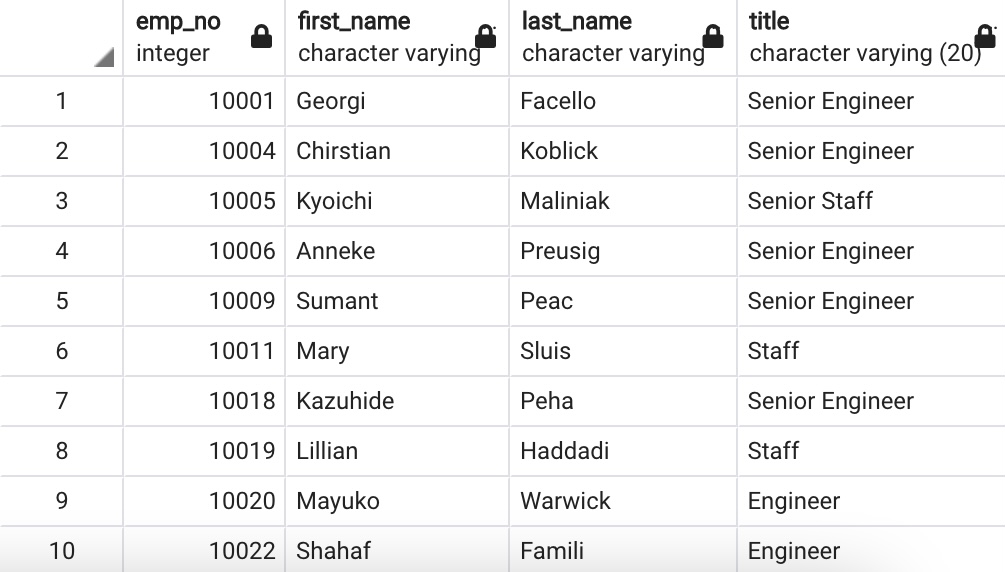 emp_no first_name last_name title
integer character varying character varying character varying (20)
1 10001 Georgi Facello Senior Engineer
2 10004 Chirstian Koblick Senior Engineer
3 10005 Kyoichi Maliniak Senior Staff
4 10006 Anneke Preusig Senior Engineer
5 10009 Sumant Peac Senior Engineer
6 10011 Mary Sluis Staff
7 10018 Kazuhide Peha Senior Engineer
8 10019 Lillian Haddadi Staff
9 10020 Mayuko Warwick Engineer
10 10022 Shahaf Famili Engineer